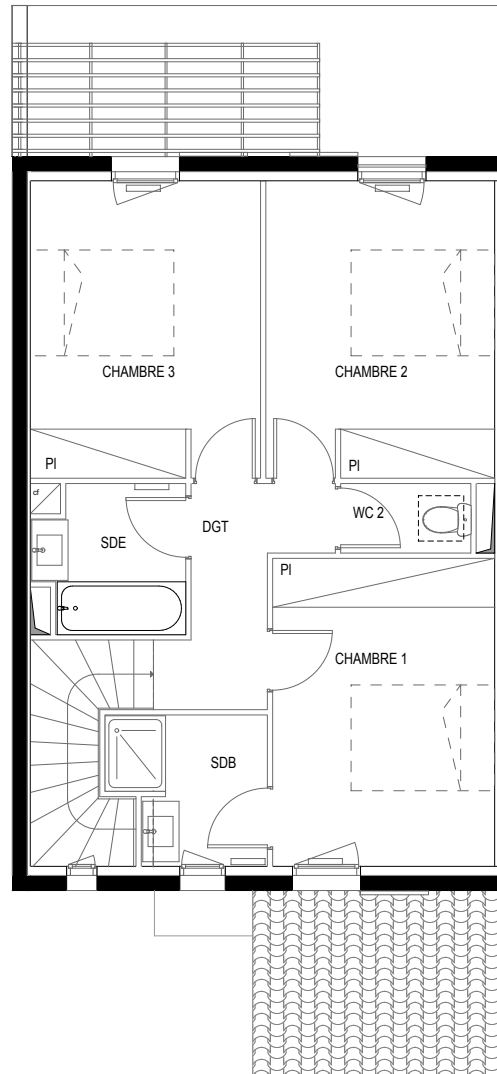 CHAMBRE 3
CHAMBRE 2
PI
PI
cf
WC 2
DGT
SDE
PI
CHAMBRE 1
SDB